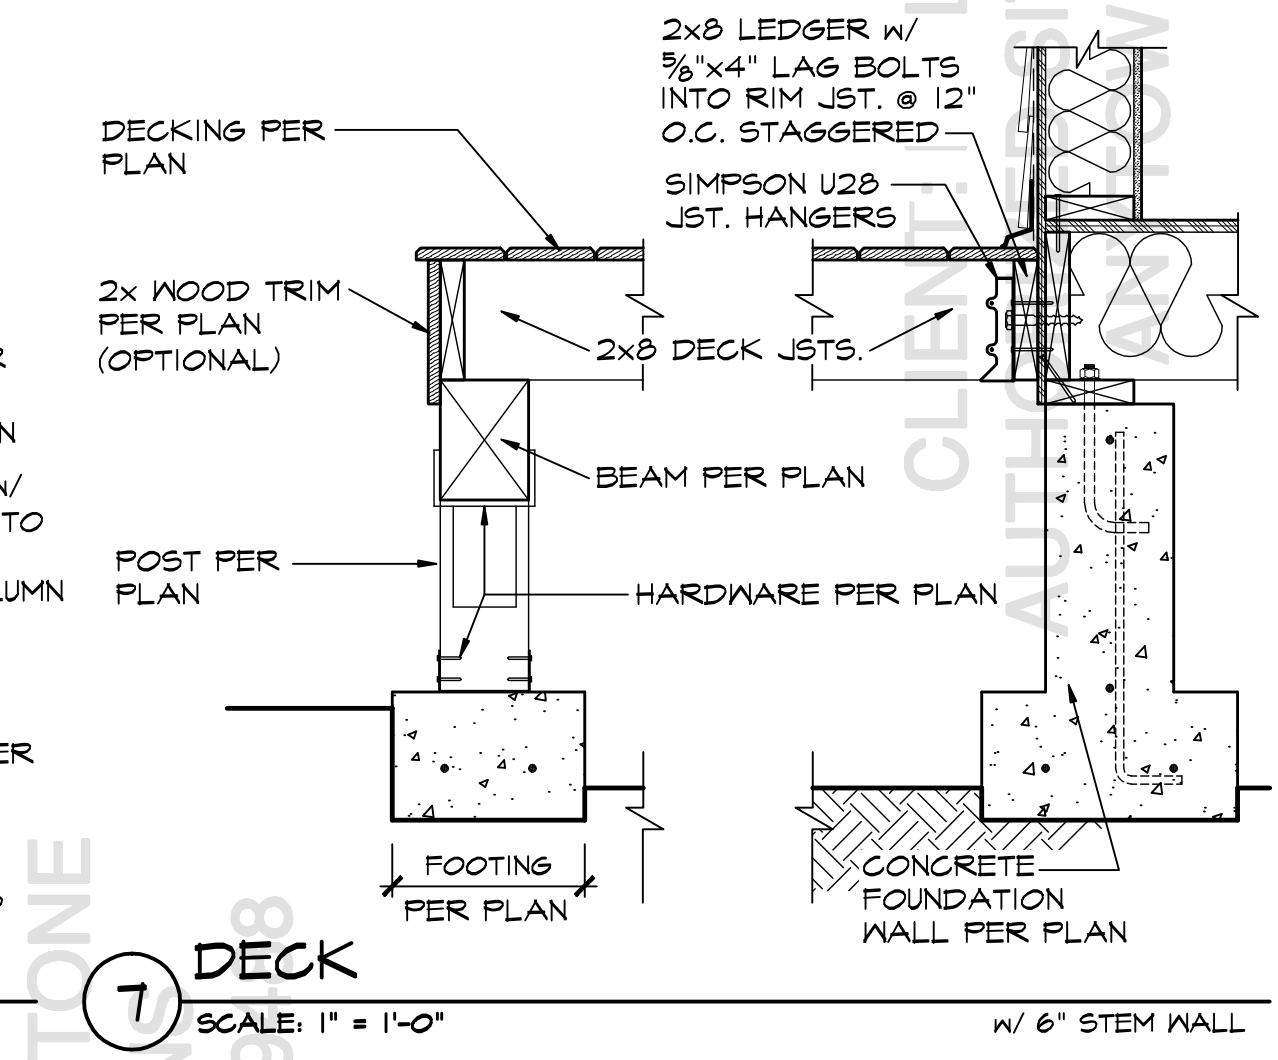 2x8 LEDGER W/
5/8"x4" LAG BOLTS
INTO RIM JST. @ 12"
O.C. STAGGERED
DECKING PER
PLAN
SIMPSON U28
JST. HANGERS
2x WOOD TRIM
PER PLAN
(OPTIONAL)
2x8 DECK JSTS.
BEAM PER PLAN
POST PER
PLAN
HARDWARE PER PLAN
W/
TO
FOOTING
PER PLAN
CONCRETE
FOUNDATION
WALL PER PLAN
7
DECK
SCALE: 1" = 1'-0"
W/ 6" STEM WALL
CLIENT: